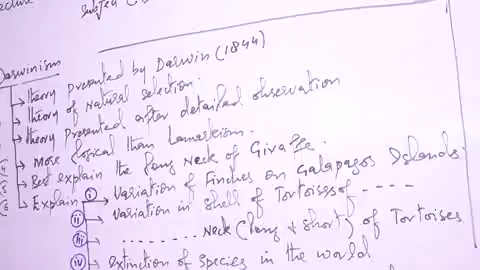 Darwinism
Theory presented by Darwin (1844)
Theory of Natural selection.
Theory presented after detailed observation
More logical than Lamarkism.
Best explain the long Neck of Giraffe.
Explain (i) Variation of Finches on Galapagos Islands.
(ii) Variation in shell of Tortoises of ----
(iii) ......... Neck (long & short) of Tortoises
(iv) extinction of species in the world